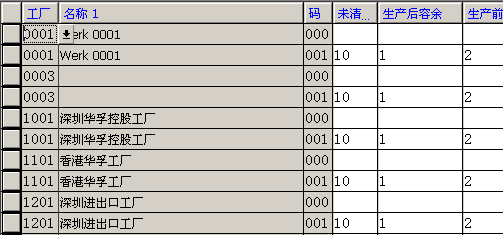 工厂 名称 1 码 未清... 生产后容余 生产前
0001 erk 0001 000
0001 Werk 0001 001 10 1 2
0003 000
0003 001 10 1 2
1001 深圳华孚控股工厂 000
1001 深圳华孚控股工厂 001 10 1 2
1101 香港华孚工厂 000
1101 香港华孚工厂 001 10 1 2
1201 深圳进出口工厂 000
1201 深圳进出口工厂 001 10 1 2